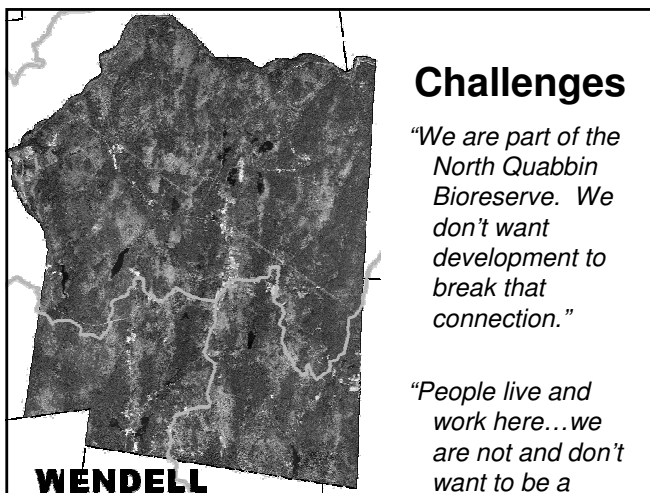 Challenges
“We are part of the
North Quabbin
Bioreserve.  We
don’t want
development to
break that
connection.”
“People live and
work here…we
are not and don’t
want to be a
WENDELL